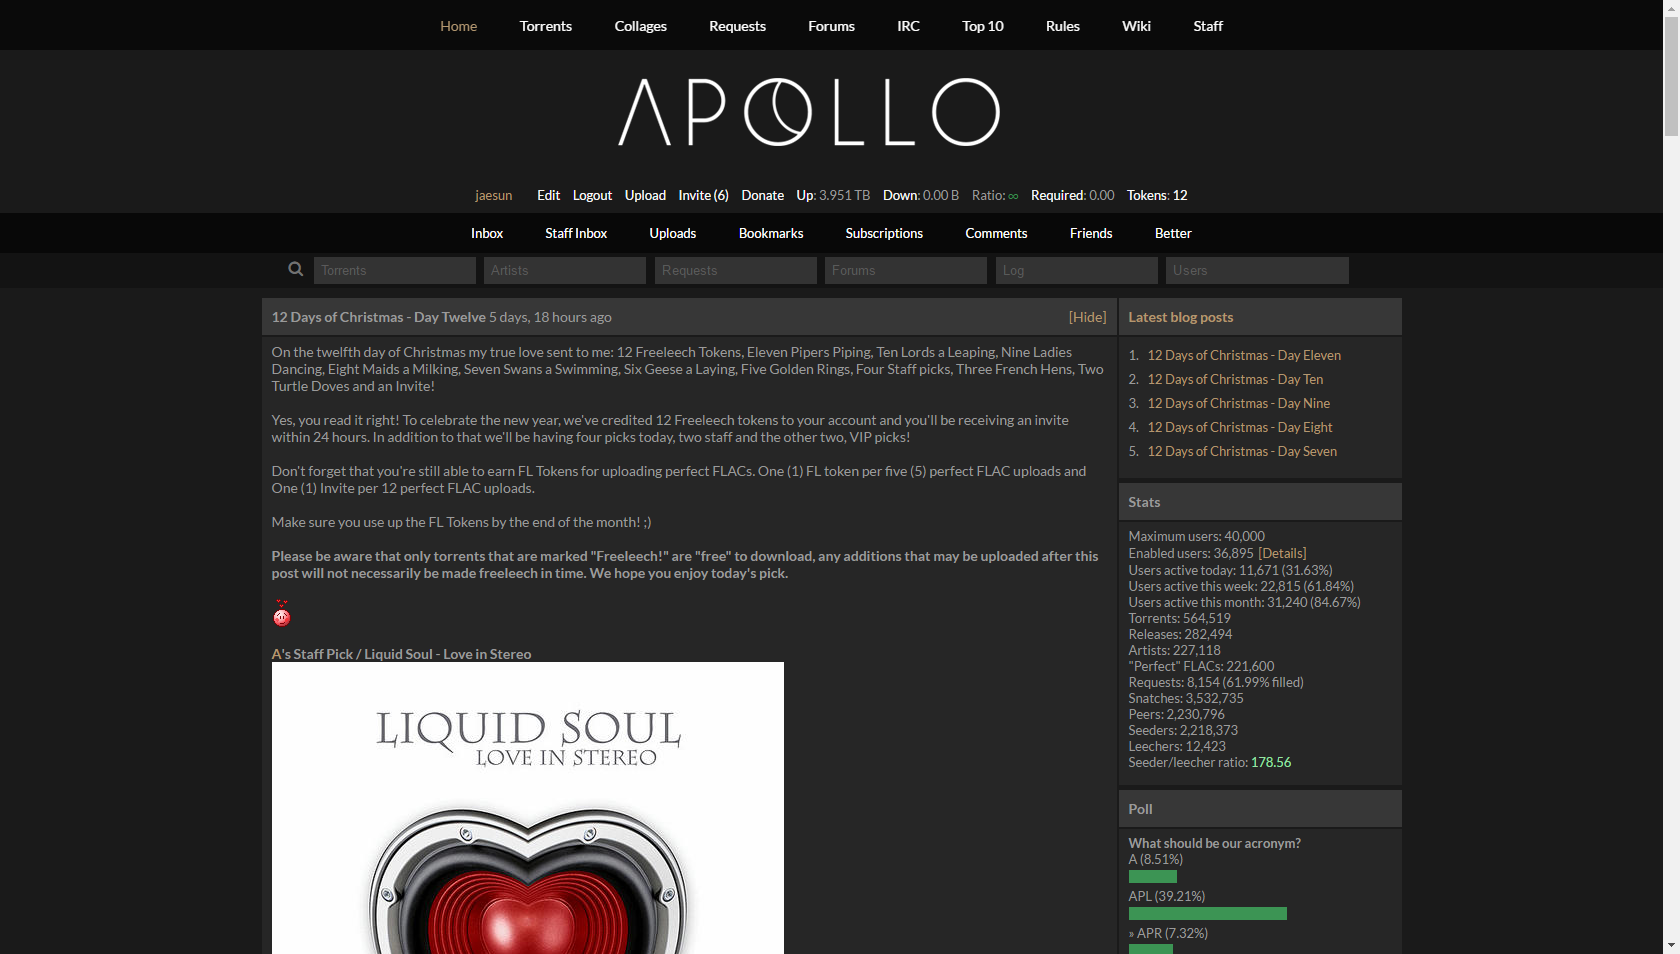 Home Torrents Collages Requests Forums IRC Top 10 Rules Wiki Staff
APOLLO
jaesun Edit Logout Upload Invite (6) Donate Up: 3.951 TB Down: 0.00 B Ratio: ∞ Required: 0.00 Tokens: 12
Inbox Staff Inbox Uploads Bookmarks Subscriptions Comments Friends Better
Torrents Artists Requests Forums Log Users
12 Days of Christmas - Day Twelve 5 days, 18 hours ago [Hide]
On the twelfth day of Christmas my true love sent to me: 12 Freeleech Tokens, Eleven Pipers Piping, Ten Lords a Leaping, Nine Ladies
Dancing, Eight Maids a Milking, Seven Swans a Swimming, Six Geese a Laying, Five Golden Rings, Four Staff picks, Three French Hens, Two
Turtle Doves and an Invite!
Yes, you read it right! To celebrate the new year, we've credited 12 Freeleech tokens to your account and you'll be receiving an invite
within 24 hours. In addition to that we'll be having four picks today, two staff and the other two, VIP picks!
Don't forget that you're still able to earn FL Tokens for uploading perfect FLACs. One (1) FL token per five (5) perfect FLAC uploads and
One (1) Invite per 12 perfect FLAC uploads.
Make sure you use up the FL Tokens by the end of the month! ;)
Please be aware that only torrents that are marked "Freeleech!" are "free" to download, any additions that may be uploaded after this
post will not necessarily be made freeleech in time. We hope you enjoy today's pick.
A's Staff Pick / Liquid Soul - Love in Stereo
LIQUID SOUL
LOVE IN STEREO
Latest blog posts
1. 12 Days of Christmas - Day Eleven
2. 12 Days of Christmas - Day Ten
3. 12 Days of Christmas - Day Nine
4. 12 Days of Christmas - Day Eight
5. 12 Days of Christmas - Day Seven
Stats
Maximum users: 40,000
Enabled users: 36,895 [Details]
Users active today: 11,671 (31.63%)
Users active this week: 22,815 (61.84%)
Users active this month: 31,240 (84.67%)
Torrents: 564,519
Releases: 282,494
Artists: 227,118
"Perfect" FLACs: 221,600
Requests: 8,154 (61.99% filled)
Snatches: 3,532,735
Peers: 2,230,796
Seeders: 2,218,373
Leechers: 12,423
Seeder/leecher ratio: 178.56
Poll
What should be our acronym?
A (8.51%)
APL (39.21%)
» APR (7.32%)